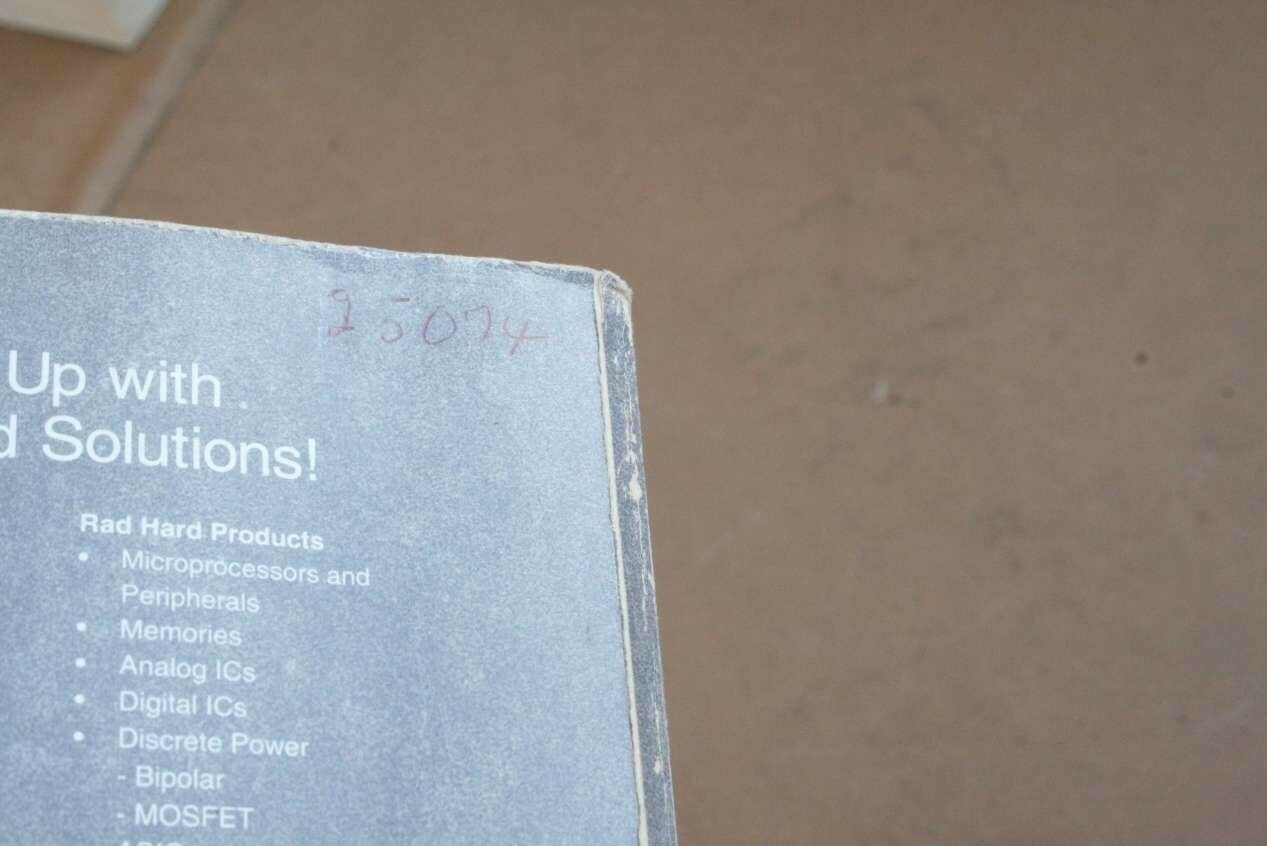 25074
Up with
d Solutions!
Rad Hard Products
• Microprocessors and
Peripherals
• Memories
• Analog ICs
• Digital ICs
• Discrete Power
- Bipolar
- MOSFET